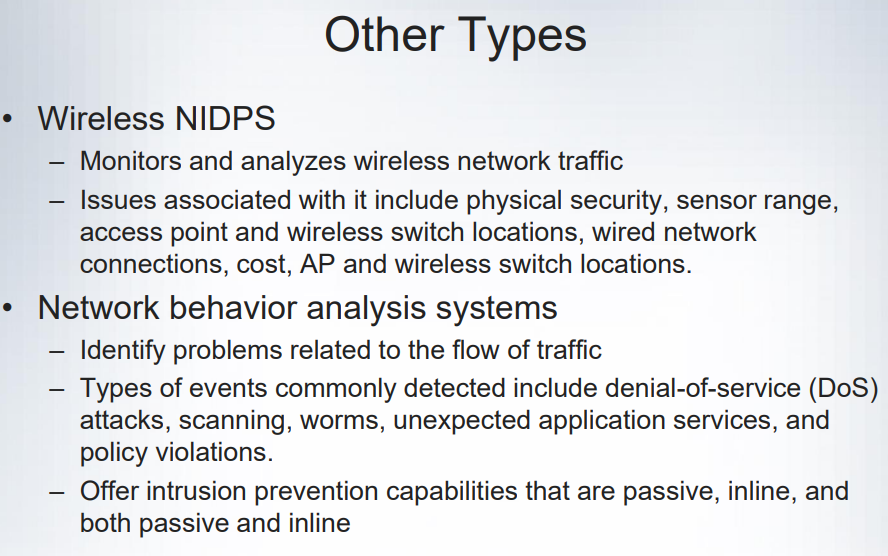 Other Types
• Wireless NIDPS
– Monitors and analyzes wireless network traffic
– Issues associated with it include physical security, sensor range,
access point and wireless switch locations, wired network
connections, cost, AP and wireless switch locations.
• Network behavior analysis systems
– Identify problems related to the flow of traffic
– Types of events commonly detected include denial-of-service (DoS)
attacks, scanning, worms, unexpected application services, and
policy violations.
– Offer intrusion prevention capabilities that are passive, inline, and
both passive and inline